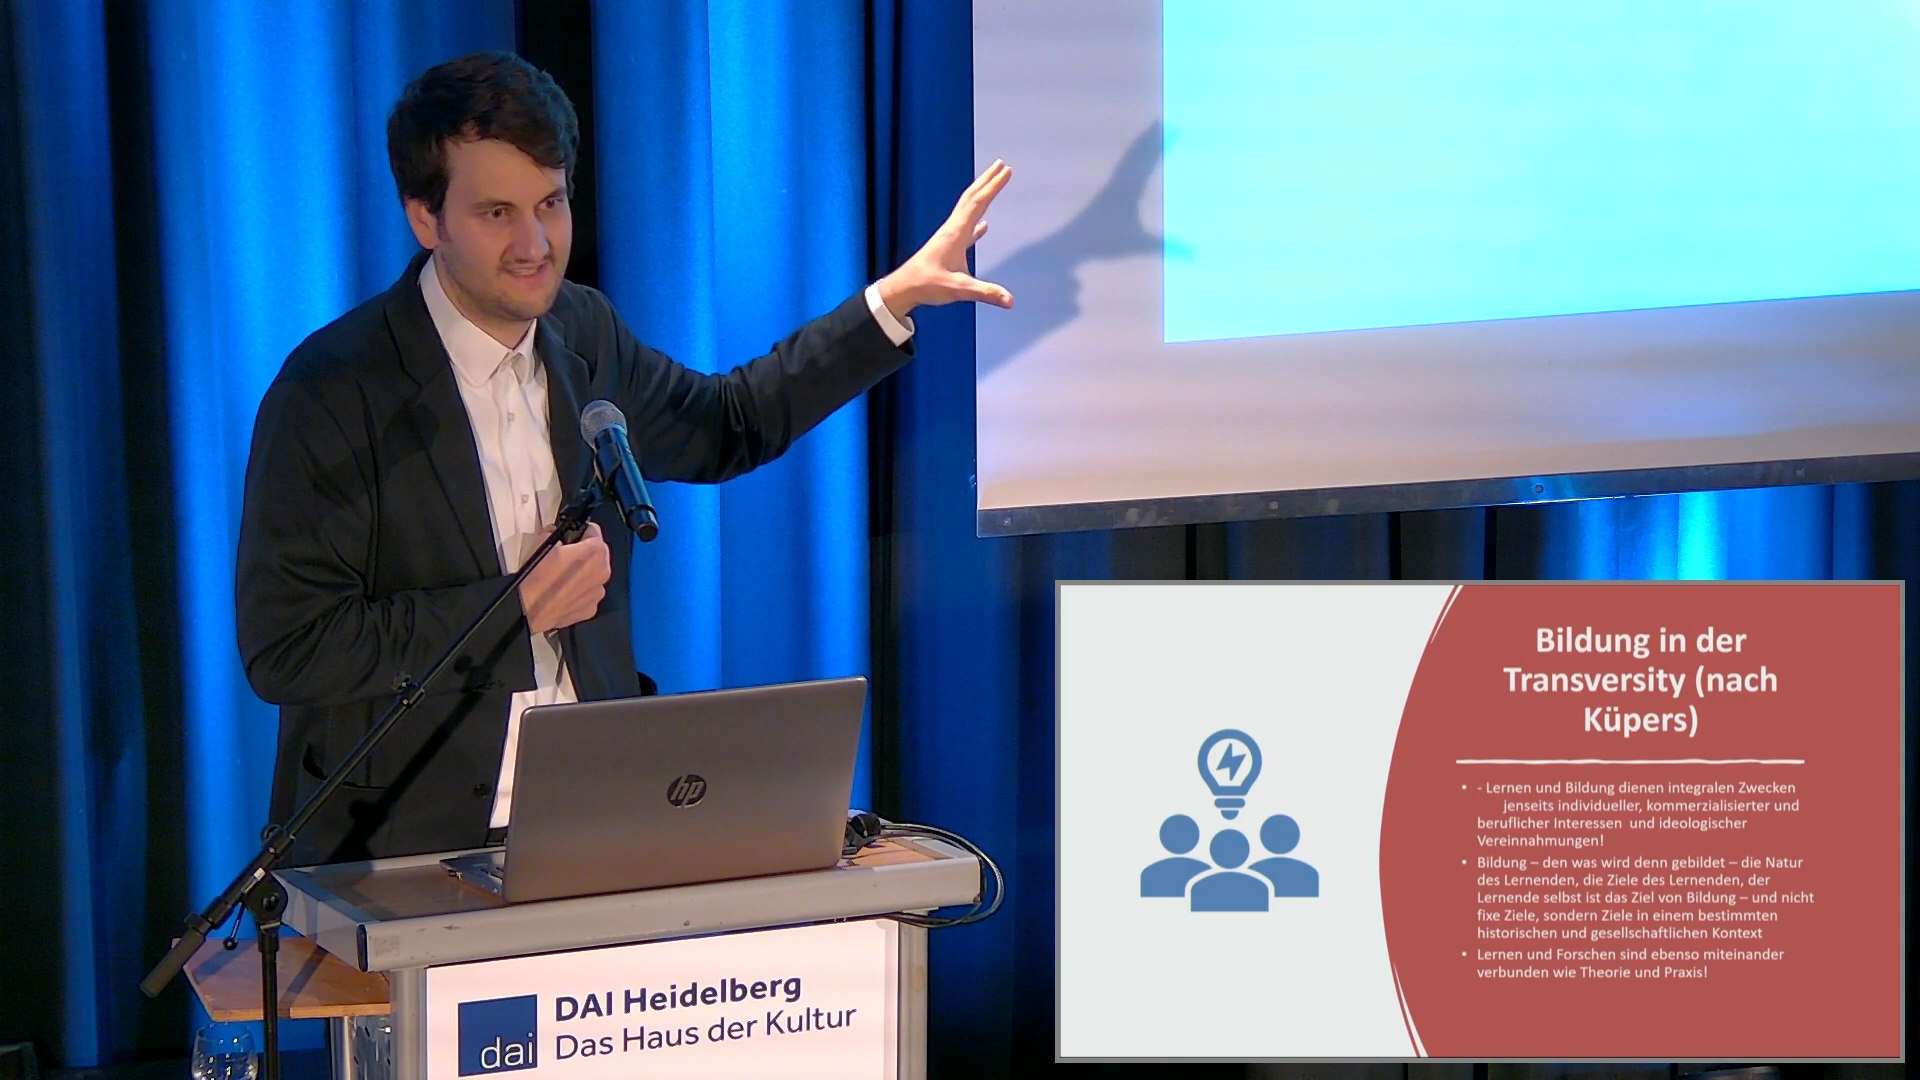 hp
dai
DAI Heidelberg
Das Haus der Kultur
Bildung in der
Transversity (nach
Küpers)
• - Lernen und Bildung dienen integralen Zwecken
jenseits individueller, kommerzialisierter und
beruflicher Interessen und ideologischer
Vereinnahmungen!
• Bildung – den was wird denn gebildet – die Natur
des Lernenden, die Ziele des Lernenden, der
Lernende selbst ist das Ziel von Bildung – und nicht
fixe Ziele, sondern Ziele in einem bestimmten
historischen und gesellschaftlichen Kontext
• Lernen und Forschen sind ebenso miteinander
verbunden wie Theorie und Praxis!